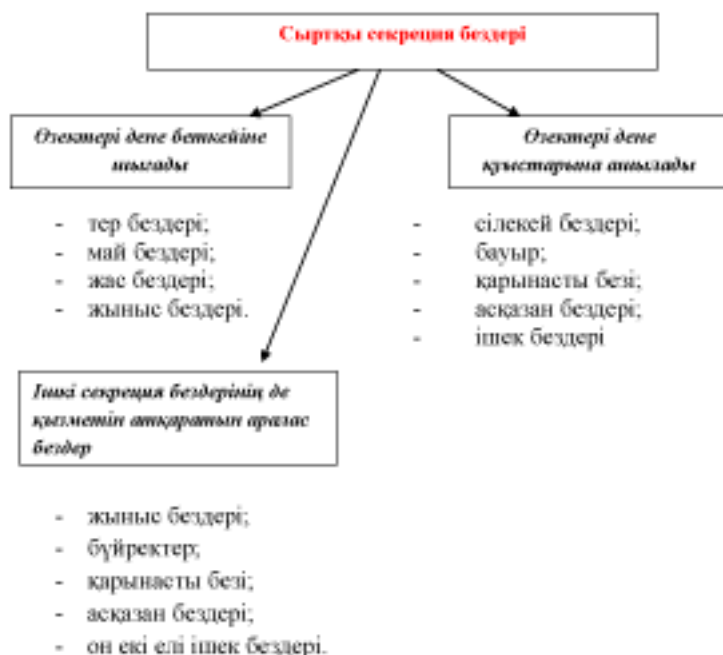 Сыртқы секреция бездері
Өзектері дене беткейіне
шығады
- тер бездері;
- май бездері;
- жас бездері;
- жыныс бездері.
Өзектері дене
қуыстарына ашылады
- сілекей бездері;
- бауыр;
- қарынасты безі;
- асқазан бездері;
- ішек бездері
Ішкі секреция бездерінің де
қызметін атқаратын аралас
бездер
- жыныс бездері;
- бүйректер;
- қарынасты безі;
- асқазан бездері;
- он екі елі ішек бездері.